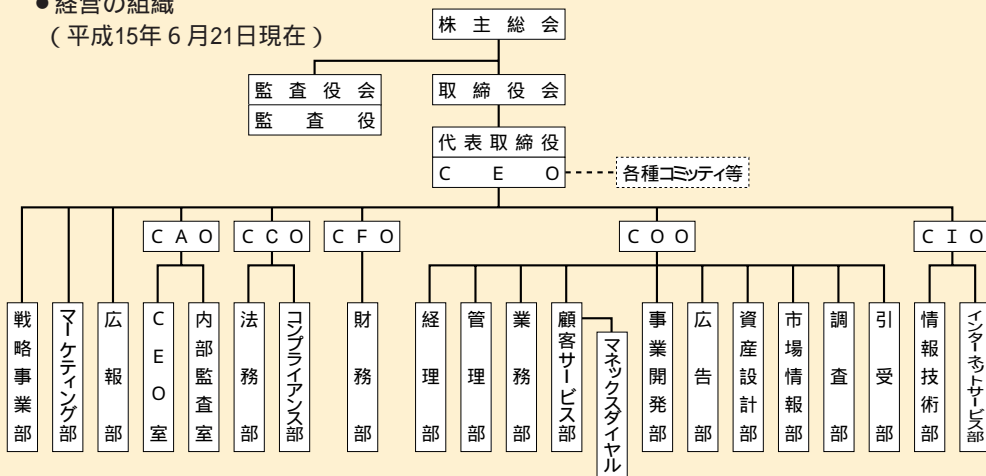 ●経営の組織
(平成15年6月21日現在)
株主総会
監査役会
監査役
取締役会
代表取締役
CEO
各種コミッティ等
CAO
CCO
CFO
COO
CIO
戦略事業部
マーケティング部
広報部
CEO室
内部監査室
法務部
コンプライアンス部
財務部
経理部
管理部
業務部
顧客サービス部
マネックスダイヤル
事業開発部
広告部
資産設計部
市場情報部
調査部
引受部
情報技術部
インターネットサービス部